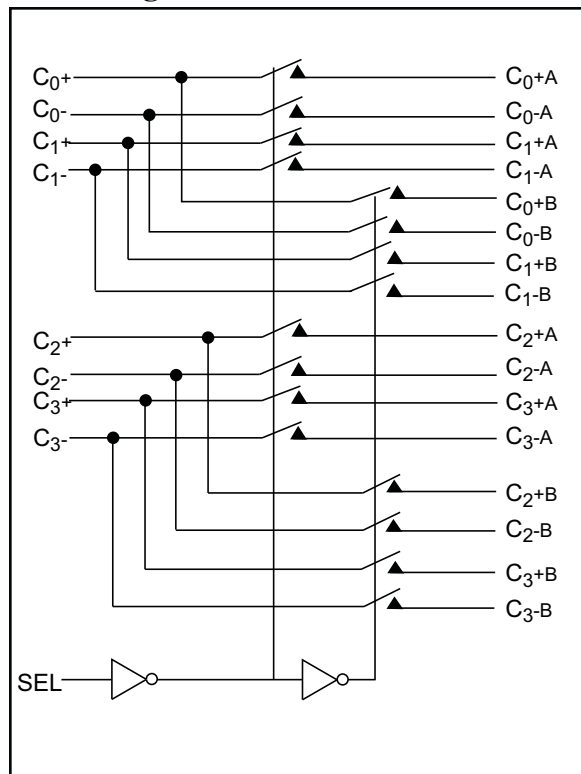 C0+
C0-
C1+
C1-
C0+A
C0-A
C1+A
C1-A
C0+B
C0-B
C1+B
C1-B
C2+
C2-
C3+
C3-
C2+A
C2-A
C3+A
C3-A
C2+B
C2-B
C3+B
C3-B
SEL